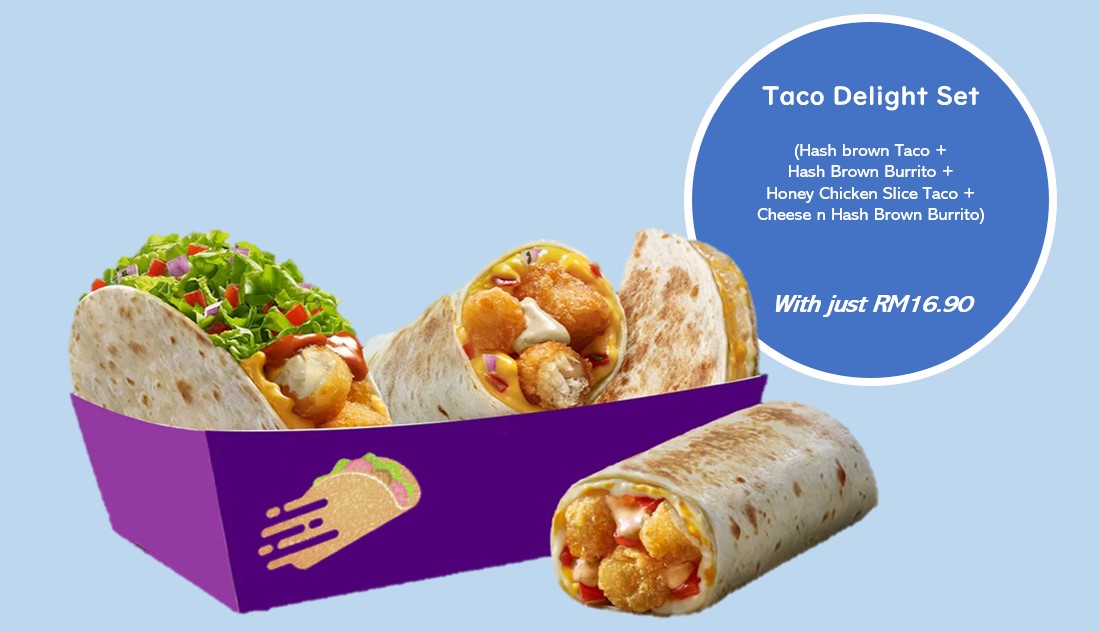 Taco Delight Set
(Hash brown Taco +
Hash Brown Burrito +
Honey Chicken Slice Taco +
Cheese n Hash Brown Burrito)
With just RM16.90